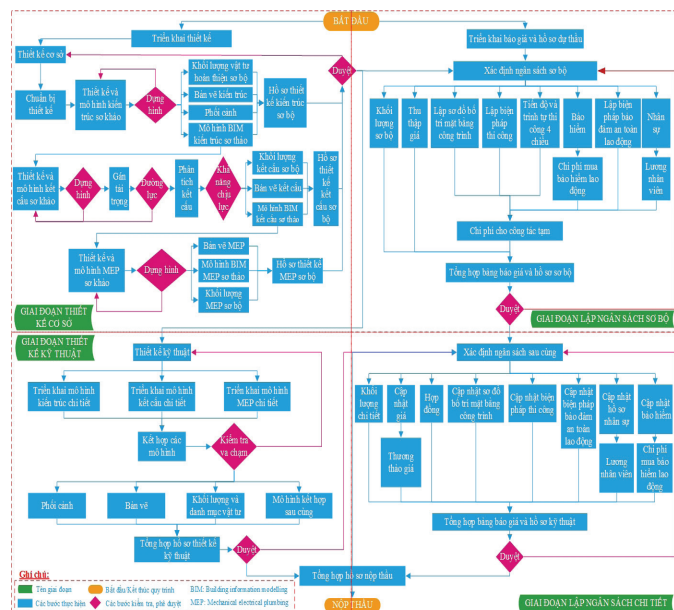 BẮT ĐẦU
Triển khai thiết kế
Triển khai báo giá và hồ sơ dự thầu
Thiết kế cơ sở
Duyệt
Xác định ngân sách sơ bộ
Chuẩn bị
thiết kế
Thiết kế và
mô hình kiến
trúc sơ khảo
Dựng
hình
Khối lượng vật tư
hoàn thiện sơ bộ
Bản vẽ kiến trúc
Phối cảnh
Mô hình BIM
kiến trúc sơ thảo
Hồ sơ
thiết kế
kiến trúc
sơ bộ
Khối
lượng
sơ bộ
Thu
thập
giá
Lập sơ đồ bố
trí mặt bằng
công trình
Lập biện
pháp thi
công
Tiến độ và
trình tự thi
công 4
chiều
Bảo
hiểm
Lập biện
pháp bảo
đảm an toàn
lao động
Nhân
sự
Chi phí mua
bảo hiểm lao
động
Lương
nhân
viên
Thiết kế và
mô hình kết
cấu sơ khảo
Dựng
hình
Gán
tải
trọng
Đường
lực
Phân
tích kết
cấu
Khả
năng chịu
lực
Khối lượng
kết cấu sơ bộ
Bản vẽ kết cấu
Mô hình BIM
kết cấu sơ thảo
Hồ sơ
thiết
kế kết
cấu
sơ bộ
Chi phí cho công tác tạm
Thiết kế và
mô hình MEP
sơ khảo
Dựng hình
Bản vẽ MEP
Mô hình BIM
MEP sơ thảo
Khối lượng
MEP sơ bộ
Hồ sơ thiết kế
MEP sơ bộ
Tổng hợp bảng báo giá và hồ sơ sơ bộ
Duyệt
GIAI ĐOẠN THIẾT
KẾ CƠ SỞ
GIAI ĐOẠN LẬP NGÂN SÁCH SƠ BỘ
GIAI ĐOẠN THIẾT
KẾ KỸ THUẬT
Thiết kế kỹ thuật
Xác định ngân sách sau cùng
Triển khai mô hình
kiến trúc chi tiết
Triển khai mô hình
kết cấu chi tiết
Triển khai mô hình
MEP chi tiết
Kết hợp các
mô hình
Kiểm tra
va chạm
Khối
lượng
chi tiết
Cập
nhật
giá
Hợp
đồng
Cập nhật sơ đồ
bố trí mặt bằng
công trình
Cập nhật biện
pháp thi công
Cập nhật
biện pháp
bảo đảm
an toàn
lao động
Cập
nhật
hồ sơ
nhân sự
Cập nhật
bảo hiểm
Thương
thảo giá
Lương
nhân viên
Chi phí mua
bảo hiểm lao
động
Phối cảnh
Bản vẽ
Khối lượng và
danh mục vật tư
Mô hình kết hợp
sau cùng
Tổng hợp hồ sơ thiết kế
kỹ thuật
Duyệt
Tổng hợp bảng báo giá và hồ sơ kỹ thuật
Duyệt
Tổng hợp hồ sơ nộp thầu
NỘP THẦU
GIAI ĐOẠN LẬP NGÂN SÁCH CHI TIẾT
Ghi chú:
Tên giai đoạn
Bắt đầu/Kết thúc quy trình
BIM: Building information modelling
Các bước thực hiện
Các bước kiểm tra, phê duyệt
MEP: Mechanical electrical plumbing